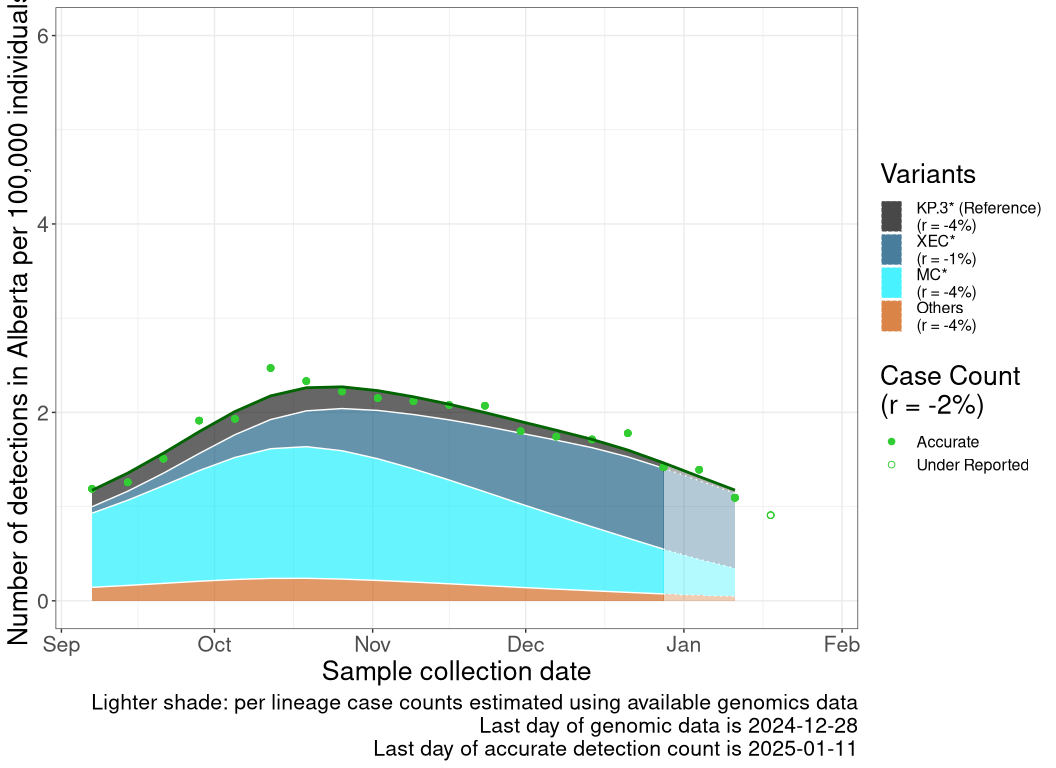 Number of detections in Alberta per 100,000 individuals
6
4
2
0
Sep Oct Nov Dec Jan Feb
Sample collection date
Lighter shade: per lineage case counts estimated using available genomics data
Last day of genomic data is 2024-12-28
Last day of accurate detection count is 2025-01-11
Variants
KP.3* (Reference)
(r = -4%)
XEC*
(r = -1%)
MC*
(r = -4%)
Others
(r = -4%)
Case Count
(r = -2%)
Accurate
Under Reported